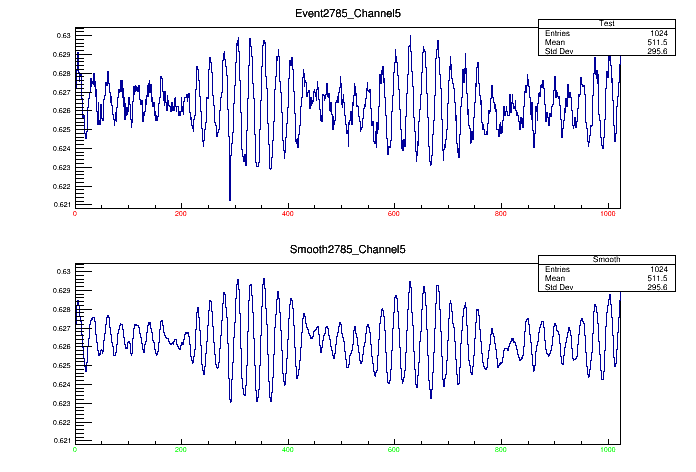 Event2785_Channel5
Test
Entries 1024
Mean 511.5
Std Dev 295.6
0.63
0.629
0.628
0.627
0.626
0.625
0.624
0.623
0.622
0.621
0 200 400 600 800 1000
Smooth2785_Channel5
Smooth
Entries 1024
Mean 511.5
Std Dev 295.6
0.63
0.629
0.628
0.627
0.626
0.625
0.624
0.623
0.622
0.621
0 200 400 600 800 1000